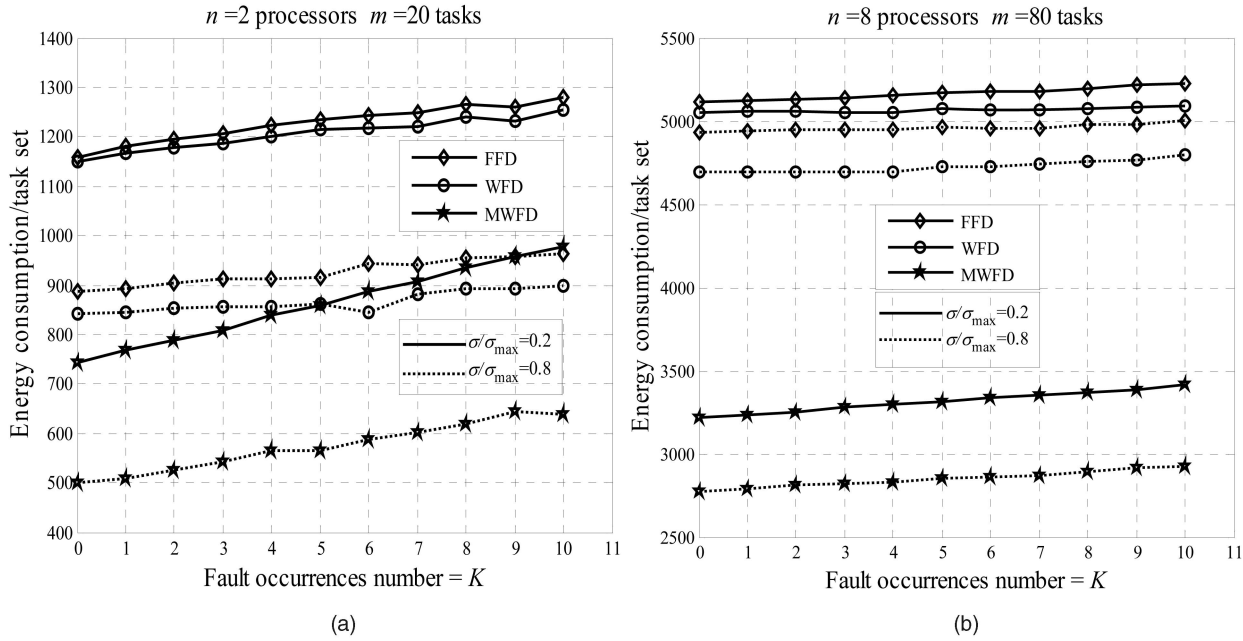 n =2 processors m =20 tasks
Energy consumption/task set
1400
1300
1200
1100
1000
900
800
700
600
500
400
FFD
WFD
MWFD
σ/σmax=0.2
σ/σmax=0.8
0 1 2 3 4 5 6 7 8 9 10 11
Fault occurrences number = K
(a)
n =8 processors m =80 tasks
Energy consumption/task set
5500
5000
4500
4000
3500
3000
2500
FFD
WFD
MWFD
σ/σmax=0.2
σ/σmax=0.8
0 1 2 3 4 5 6 7 8 9 10 11
Fault occurrences number = K
(b)